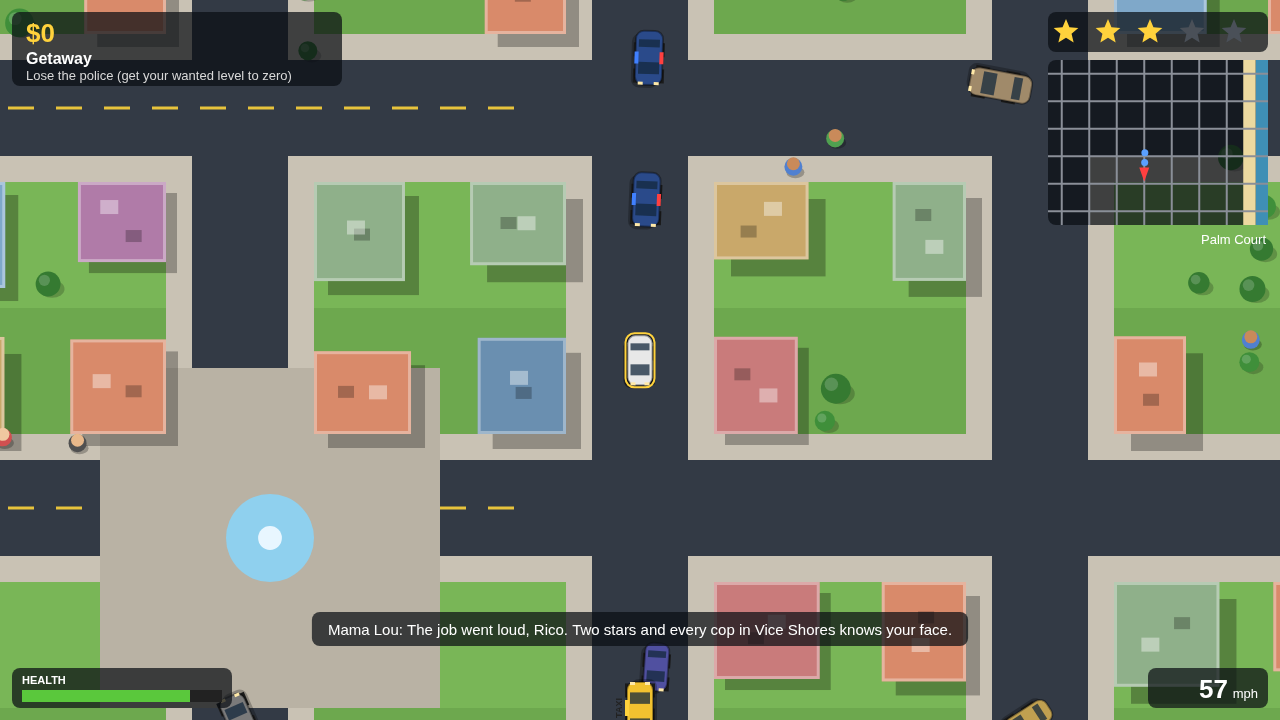 $0
Getaway
Lose the police (get your wanted level to zero)
Palm Court
Mama Lou: The job went loud, Rico. Two stars and every cop in Vice Shores knows your face.
HEALTH
57 mph
TAXI